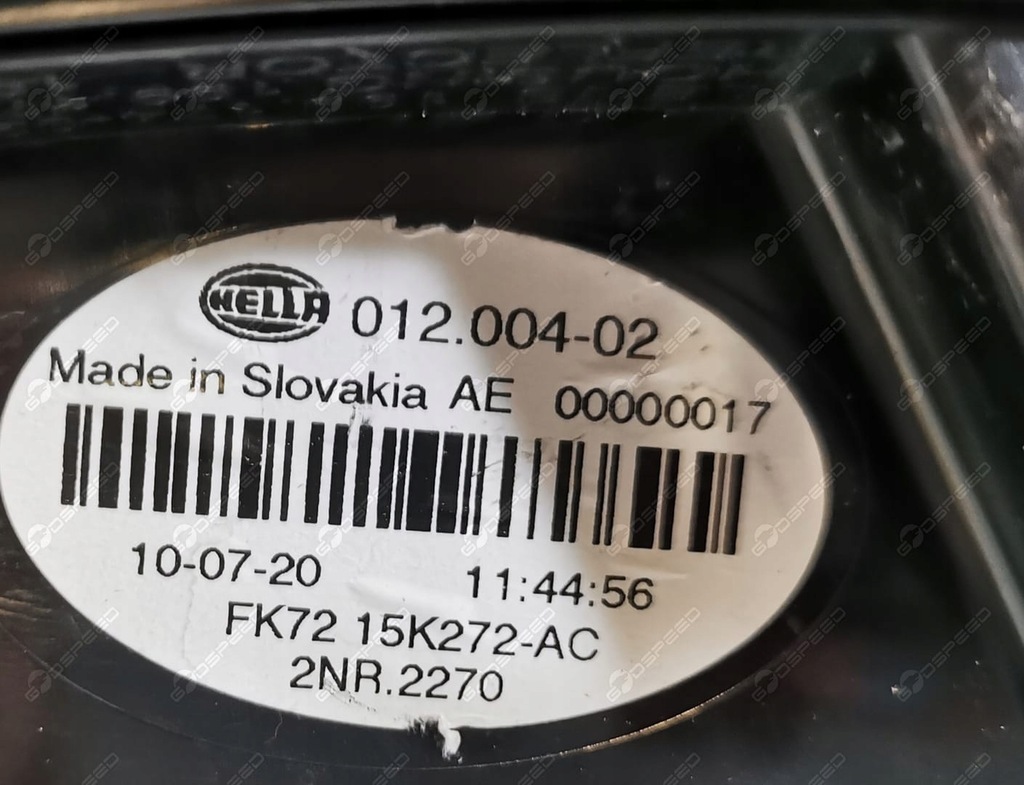 HELLA 012.004-02
Made in Slovakia AE 00000017
10-07-20 11:44:56
FK72 15K272-AC
2NR.2270
GODSPEED